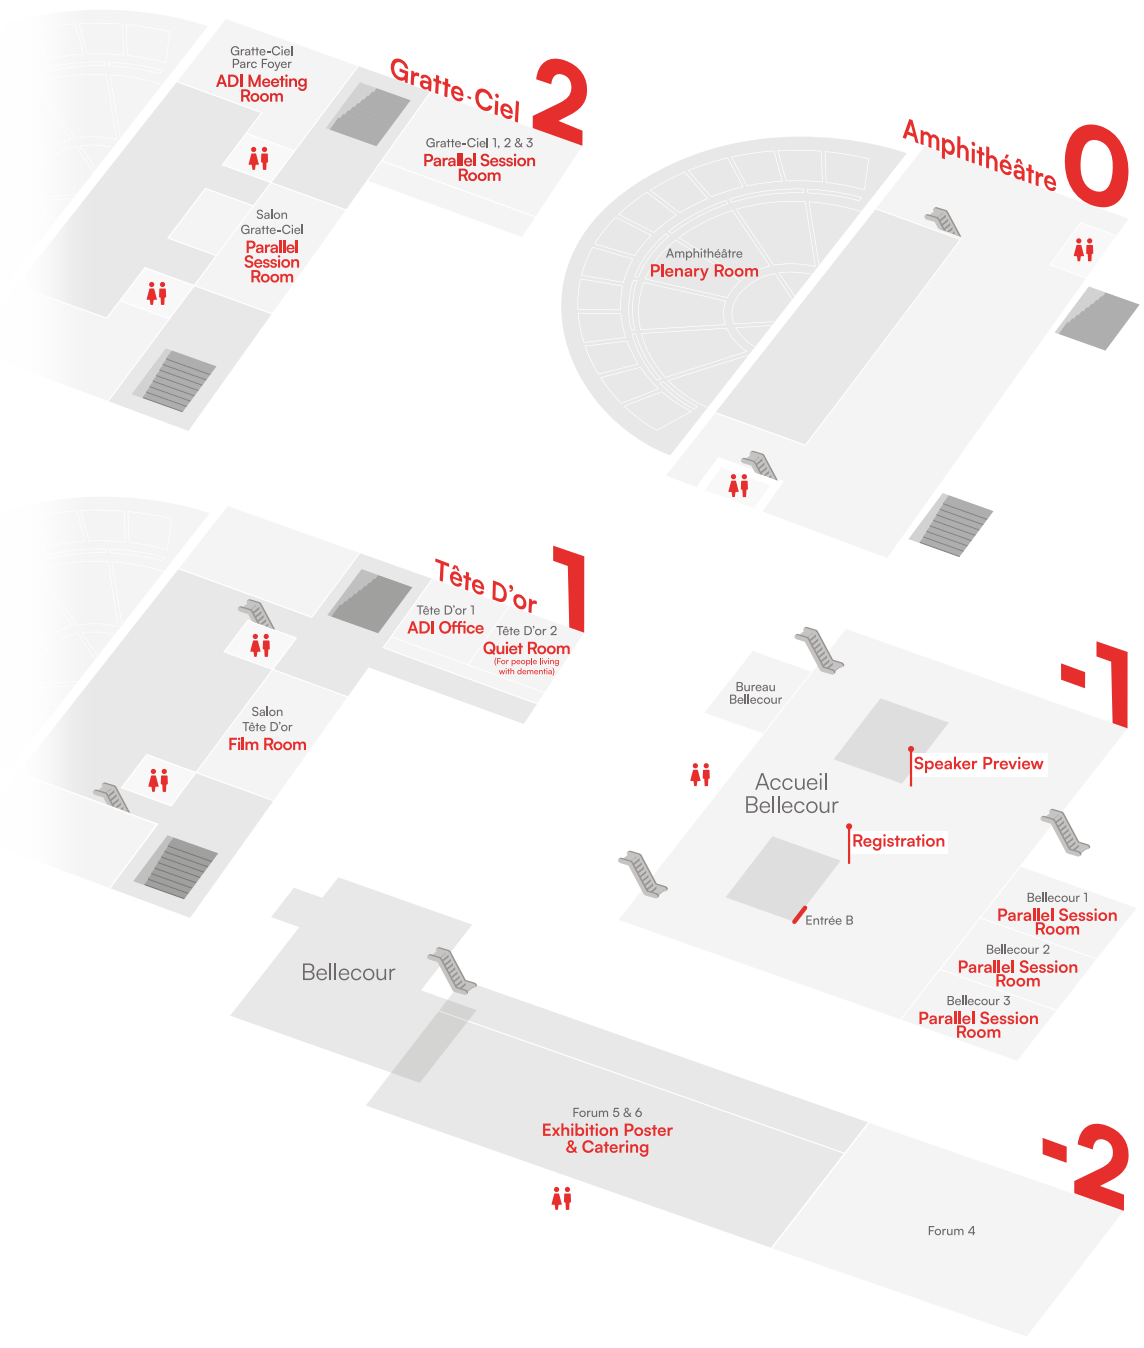 Gratte-Ciel
Parc Foyer
ADI Meeting
Room
Gratte-Ciel 2
Gratte-Ciel 1, 2 & 3
Parallel Session
Room
Salon
Gratte-Ciel
Parallel
Session
Room
Amphithéâtre 0
Amphithéâtre
Plenary Room
Tête D'or 1
Tête D'or 1
ADI Office
Tête D'or 2
Quiet Room
(For people living
with dementia)
Salon
Tête D'or
Film Room
-1
Bureau
Bellecour
Accueil
Bellecour
Speaker Preview
Registration
Entrée B
Bellecour 1
Parallel Session
Room
Bellecour 2
Parallel Session
Room
Bellecour 3
Parallel Session
Room
Bellecour
-2
Forum 5 & 6
Exhibition Poster
& Catering
Forum 4